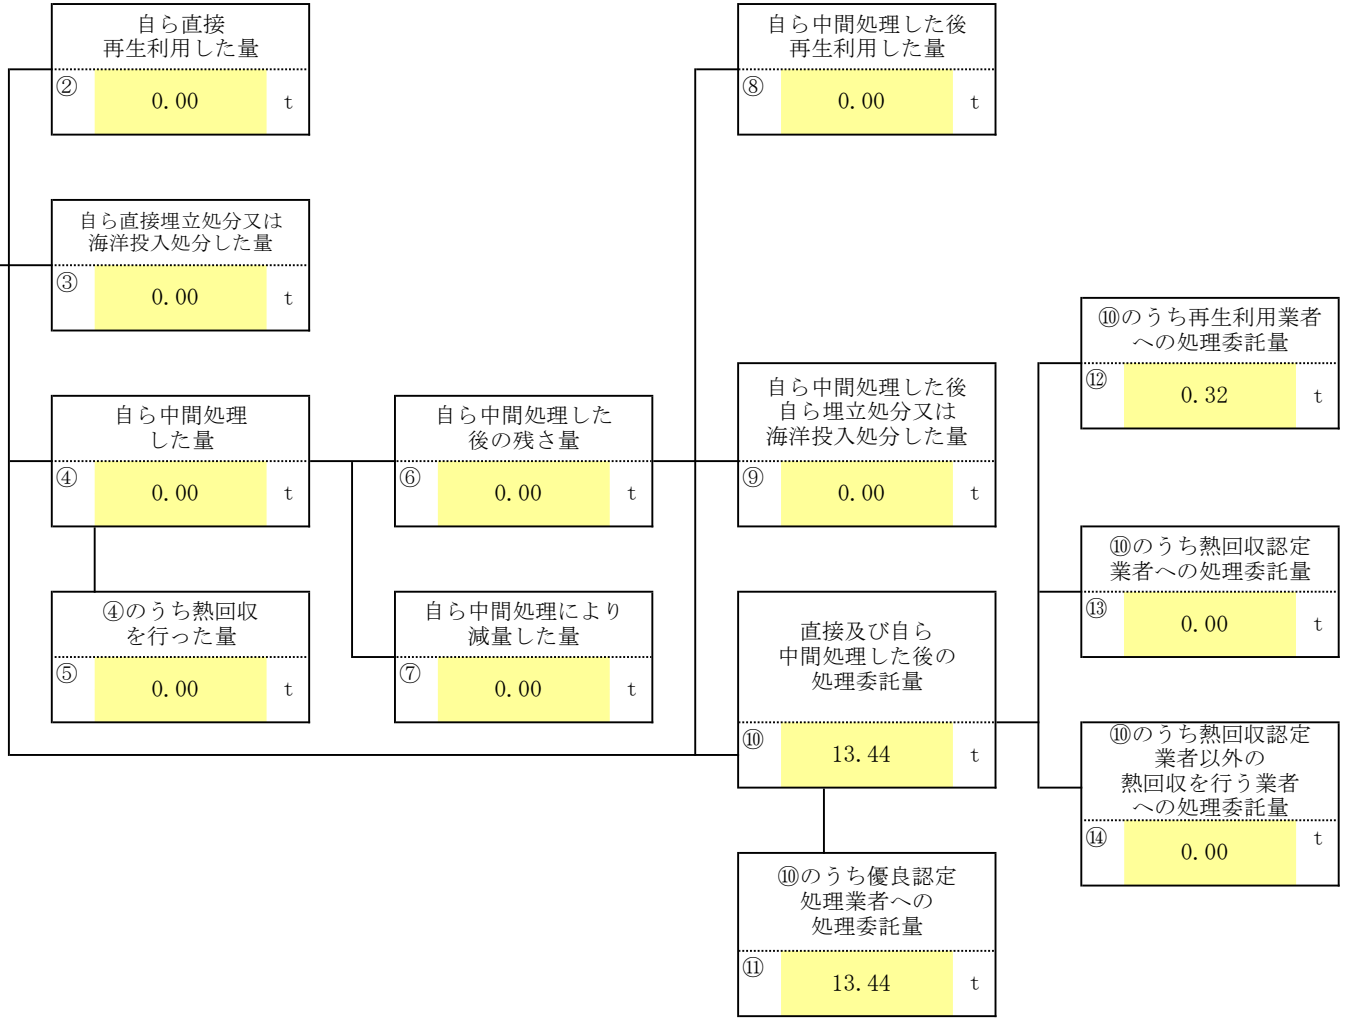 自ら直接
再生利用した量
②
0.00
t
自ら直接埋立処分又は
海洋投入処分した量
③
0.00
t
自ら中間処理
した量
④
0.00
t
④のうち熱回収
を行った量
⑤
0.00
t
自ら中間処理した
後の残さ量
⑥
0.00
t
自ら中間処理により
減量した量
⑦
0.00
t
自ら中間処理した後
再生利用した量
⑧
0.00
t
自ら中間処理した後
自ら埋立処分又は
海洋投入処分した量
⑨
0.00
t
直接及び自ら
中間処理した後の
処理委託量
⑩
13.44
t
⑩のうち優良認定
処理業者への
処理委託量
⑪
13.44
t
⑩のうち再生利用業者
への処理委託量
⑫
0.32
t
⑩のうち熱回収認定
業者への処理委託量
⑬
0.00
t
⑩のうち熱回収認定
業者以外の
熱回収を行う業者
への処理委託量
⑭
0.00
t